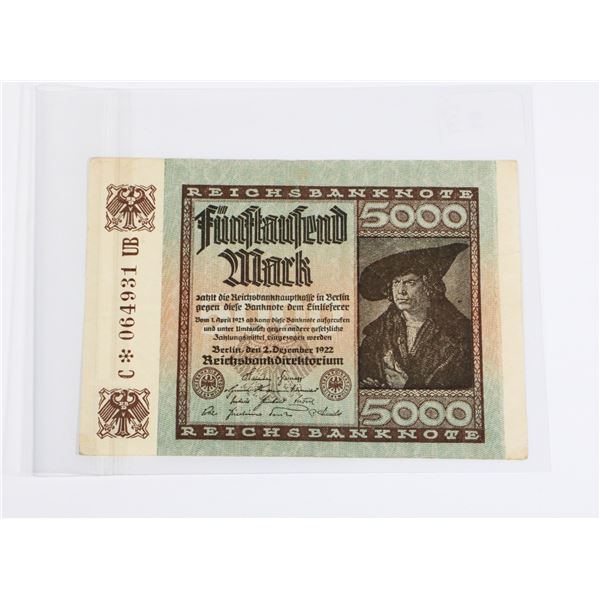 REICHSBANKNOTE
5000
Fünftausend
Mark
zahlt die Reichsbankhauptkasse in Berlin
gegen diese Banknote dem Einlieferer
Vom 1. April 1923 ab kann diese Banknote aufgerufen
und unter Umtausch gegen andere gesetzliche
Zahlungsmittel eingezogen werden
Berlin, den 2. Dezember 1922
Reichsbankdirektorium
5000
REICHSBANKNOTE
C*064931 UB